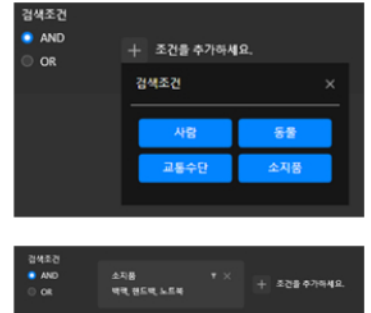 검색조건
AND
OR
조건을 추가하세요.
검색조건
사람
동물
교통수단
소지품
검색조건
AND
OR
소지품
백팩, 핸드백, 노트북
조건을 추가하세요.